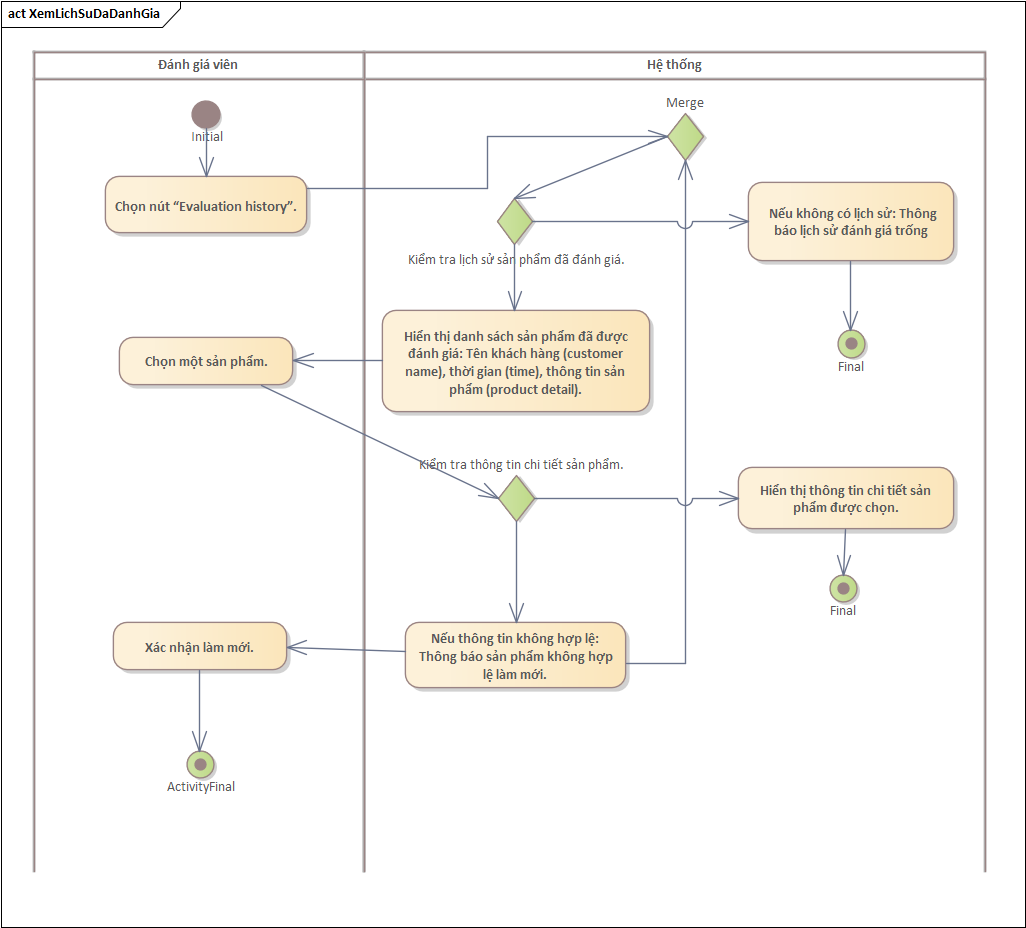 act XemLichSuDaDanhGia
Đánh giá viên
Hệ thống
Merge
Initial
Chọn nút “Evaluation history”.
Nếu không có lịch sử: Thông
báo lịch sử đánh giá trống
Kiểm tra lịch sử sản phẩm đã đánh giá.
Final
Hiển thị danh sách sản phẩm đã được
đánh giá: Tên khách hàng (customer
name), thời gian (time), thông tin sản
phẩm (product detail).
Chọn một sản phẩm.
Kiểm tra thông tin chi tiết sản phẩm.
Hiển thị thông tin chi tiết sản
phẩm được chọn.
Final
Nếu thông tin không hợp lệ:
Thông báo sản phẩm không hợp
lệ làm mới.
Xác nhận làm mới.
ActivityFinal